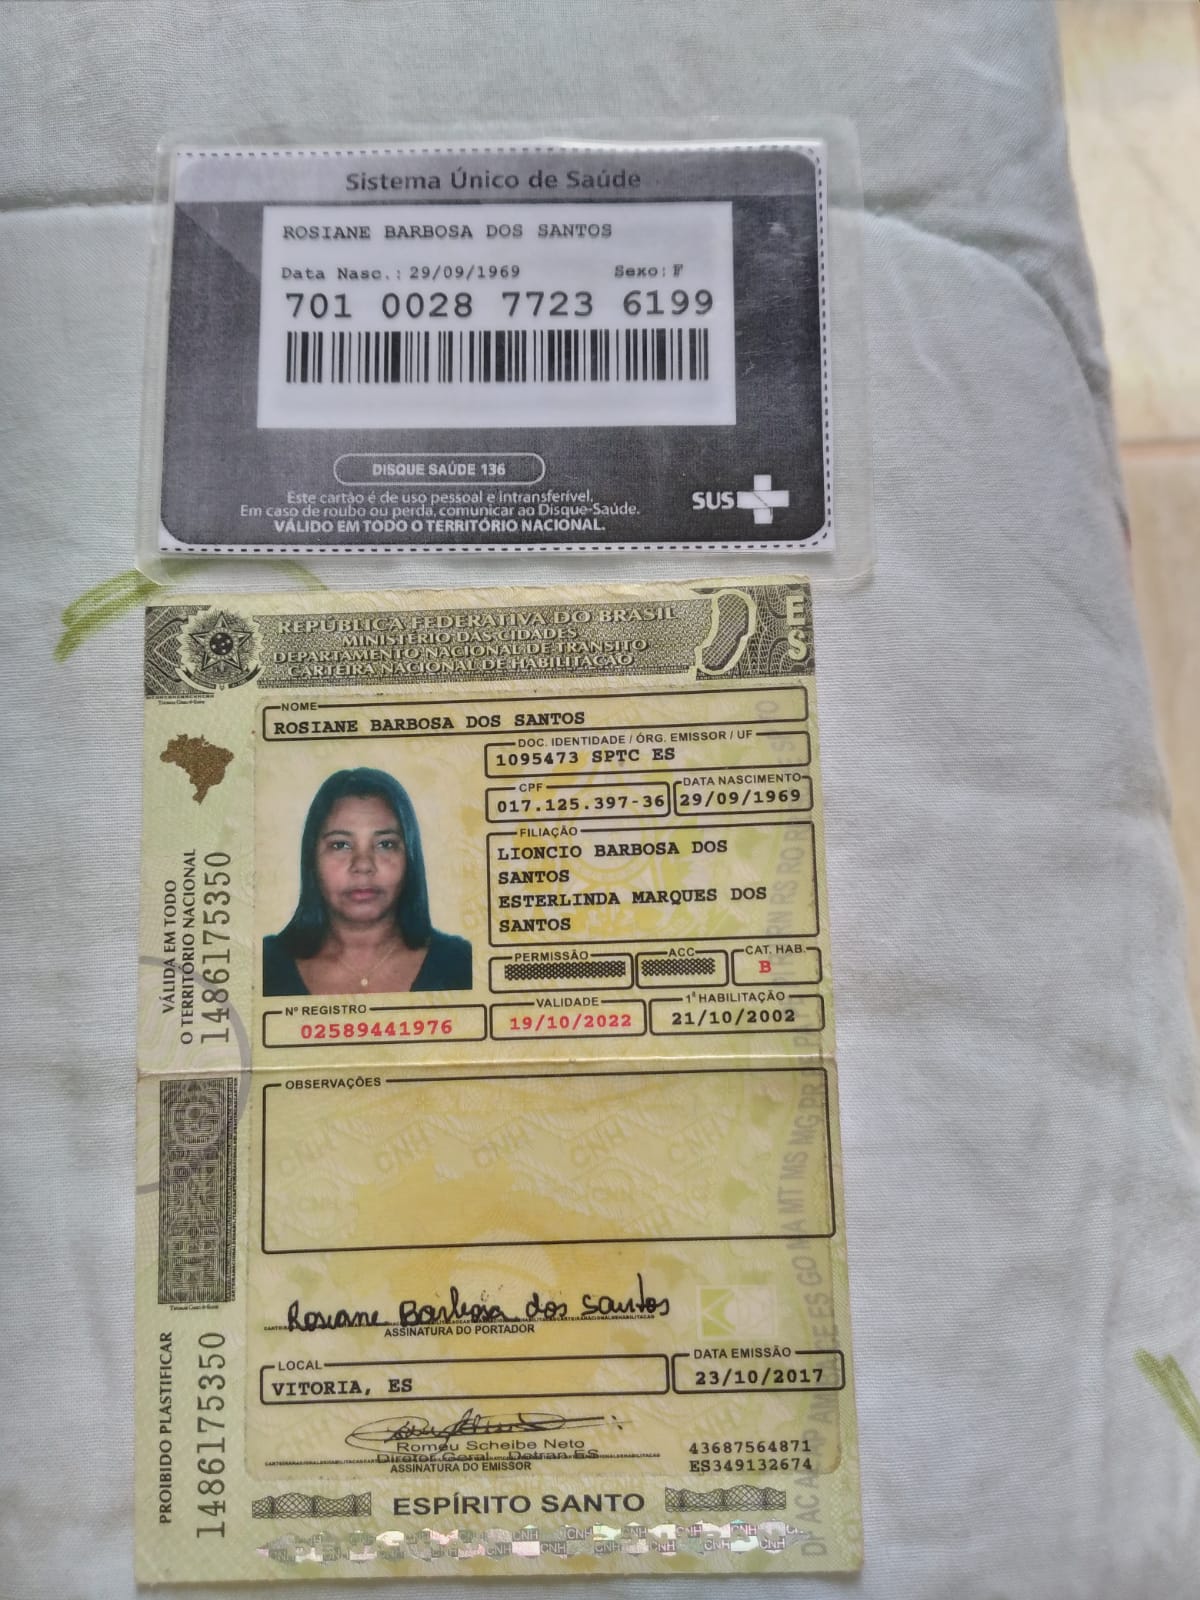 Sistema Único de Saúde
ROSIANE BARBOSA DOS SANTOS
Data Nasc.: 29/09/1969 Sexo: F
701 0028 7723 6199
DISQUE SAÚDE 136
Este cartão é de uso pessoal e intransferível.
Em caso de roubo ou perda, comunicar ao Disque-Saúde.
VÁLIDO EM TODO O TERRITÓRIO NACIONAL.
SUS
REPÚBLICA FEDERATIVA DO BRASIL
MINISTÉRIO DAS CIDADES
DEPARTAMENTO NACIONAL DE TRÂNSITO
CARTEIRA NACIONAL DE HABILITAÇÃO
ES
NOME
ROSIANE BARBOSA DOS SANTOS
DOC. IDENTIDADE / ÓRG. EMISSOR / UF
1095473 SPTC ES
CPF
017.125.397-36
DATA NASCIMENTO
29/09/1969
FILIAÇÃO
LIONCIO BARBOSA DOS
SANTOS
ESTERLINDA MARQUES DOS
SANTOS
PERMISSÃO
ACC
CAT. HAB.
B
Nº REGISTRO
02589441976
VALIDADE
19/10/2022
1ª HABILITAÇÃO
21/10/2002
VÁLIDA EM TODO
O TERRITÓRIO NACIONAL
1486175350
OBSERVAÇÕES
Rosiane Barbosa dos Santos
ASSINATURA DO PORTADOR
LOCAL
VITORIA, ES
DATA EMISSÃO
23/10/2017
Romeu Scheibe Neto
Diretor Geral Detran ES
ASSINATURA DO EMISSOR
43687564871
ES349132674
PROIBIDO PLASTIFICAR
1486175350
ESPÍRITO SANTO